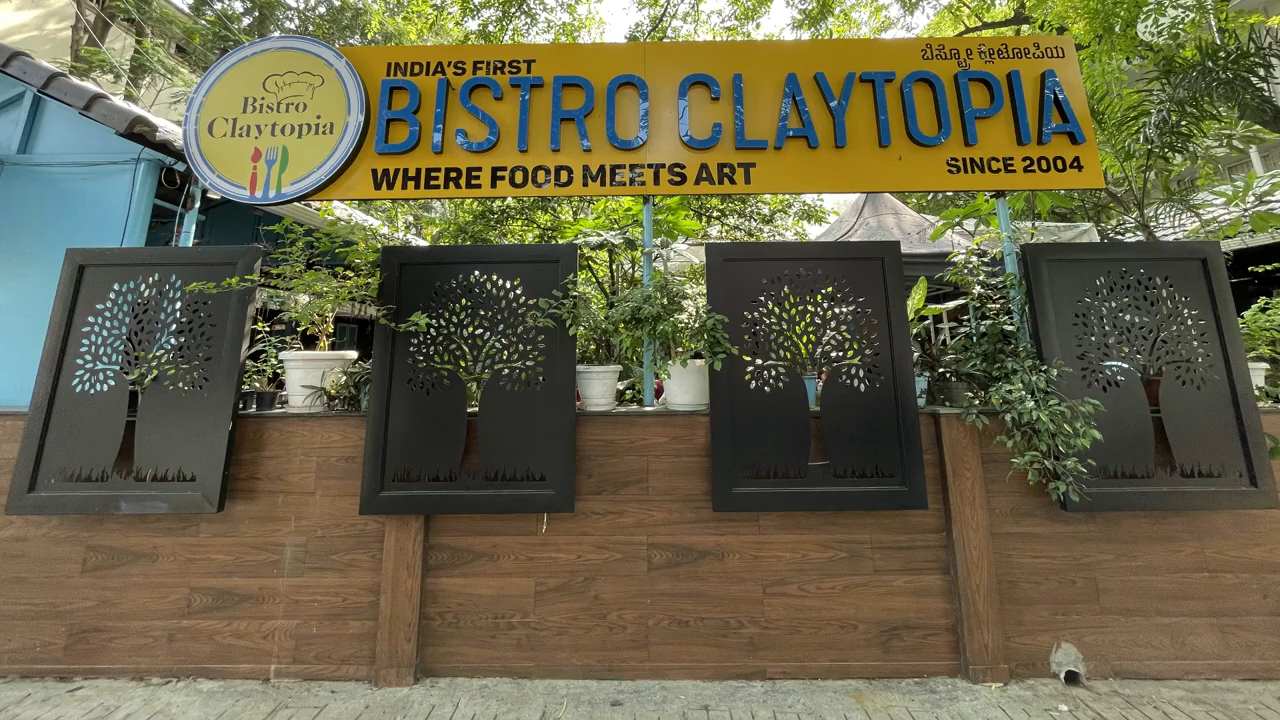 Bistro
Claytopia
INDIA'S FIRST
ಬಿಸ್ಟ್ರೋ ಕ್ಲೇಟೋಪಿಯ
BISTRO CLAYTOPIA
WHERE FOOD MEETS ART
SINCE 2004